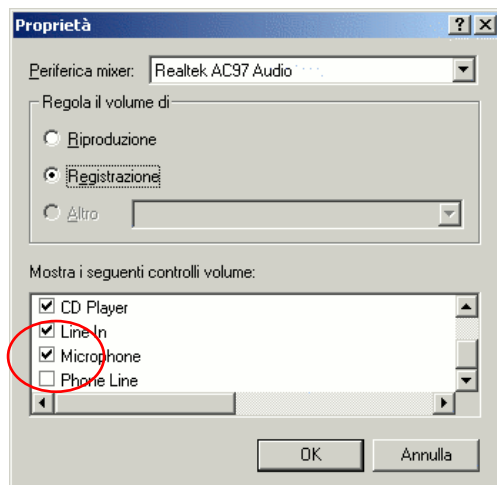 Proprietà
Periferica mixer: Realtek AC97 Audio
Regola il volume di
Riproduzione
Registrazione
Altro
Mostra i seguenti controlli volume:
CD Player
Line In
Microphone
Phone Line
OK Annulla